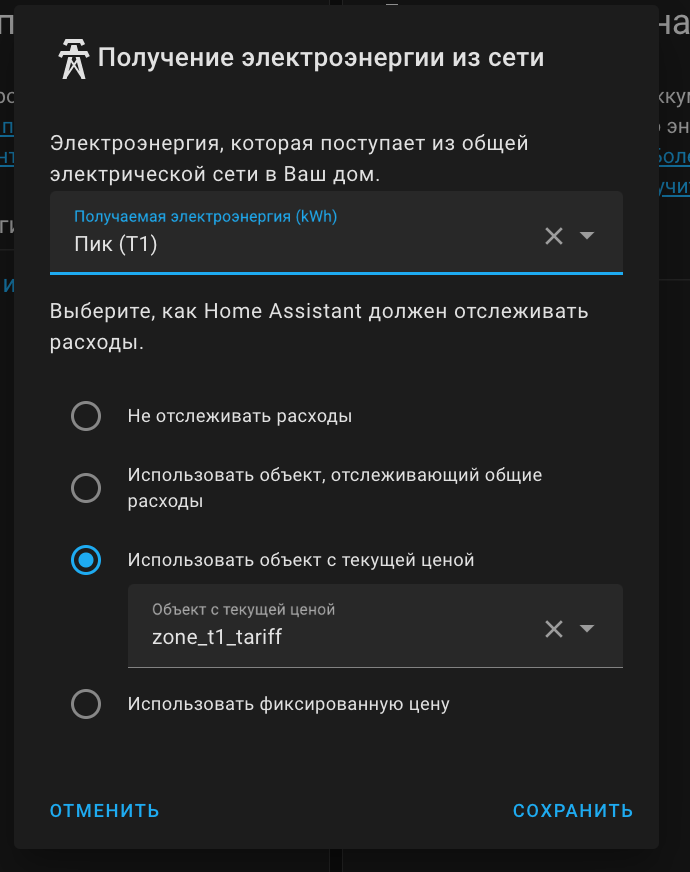 Получение электроэнергии из сети
Электроэнергия, которая поступает из общей
электрической сети в Ваш дом.
Получаемая электроэнергия (kWh)
Пик (T1)
Выберите, как Home Assistant должен отслеживать
расходы.
Не отслеживать расходы
Использовать объект, отслеживающий общие
расходы
Использовать объект с текущей ценой
Объект с текущей ценой
zone_t1_tariff
Использовать фиксированную цену
ОТМЕНИТЬ
СОХРАНИТЬ